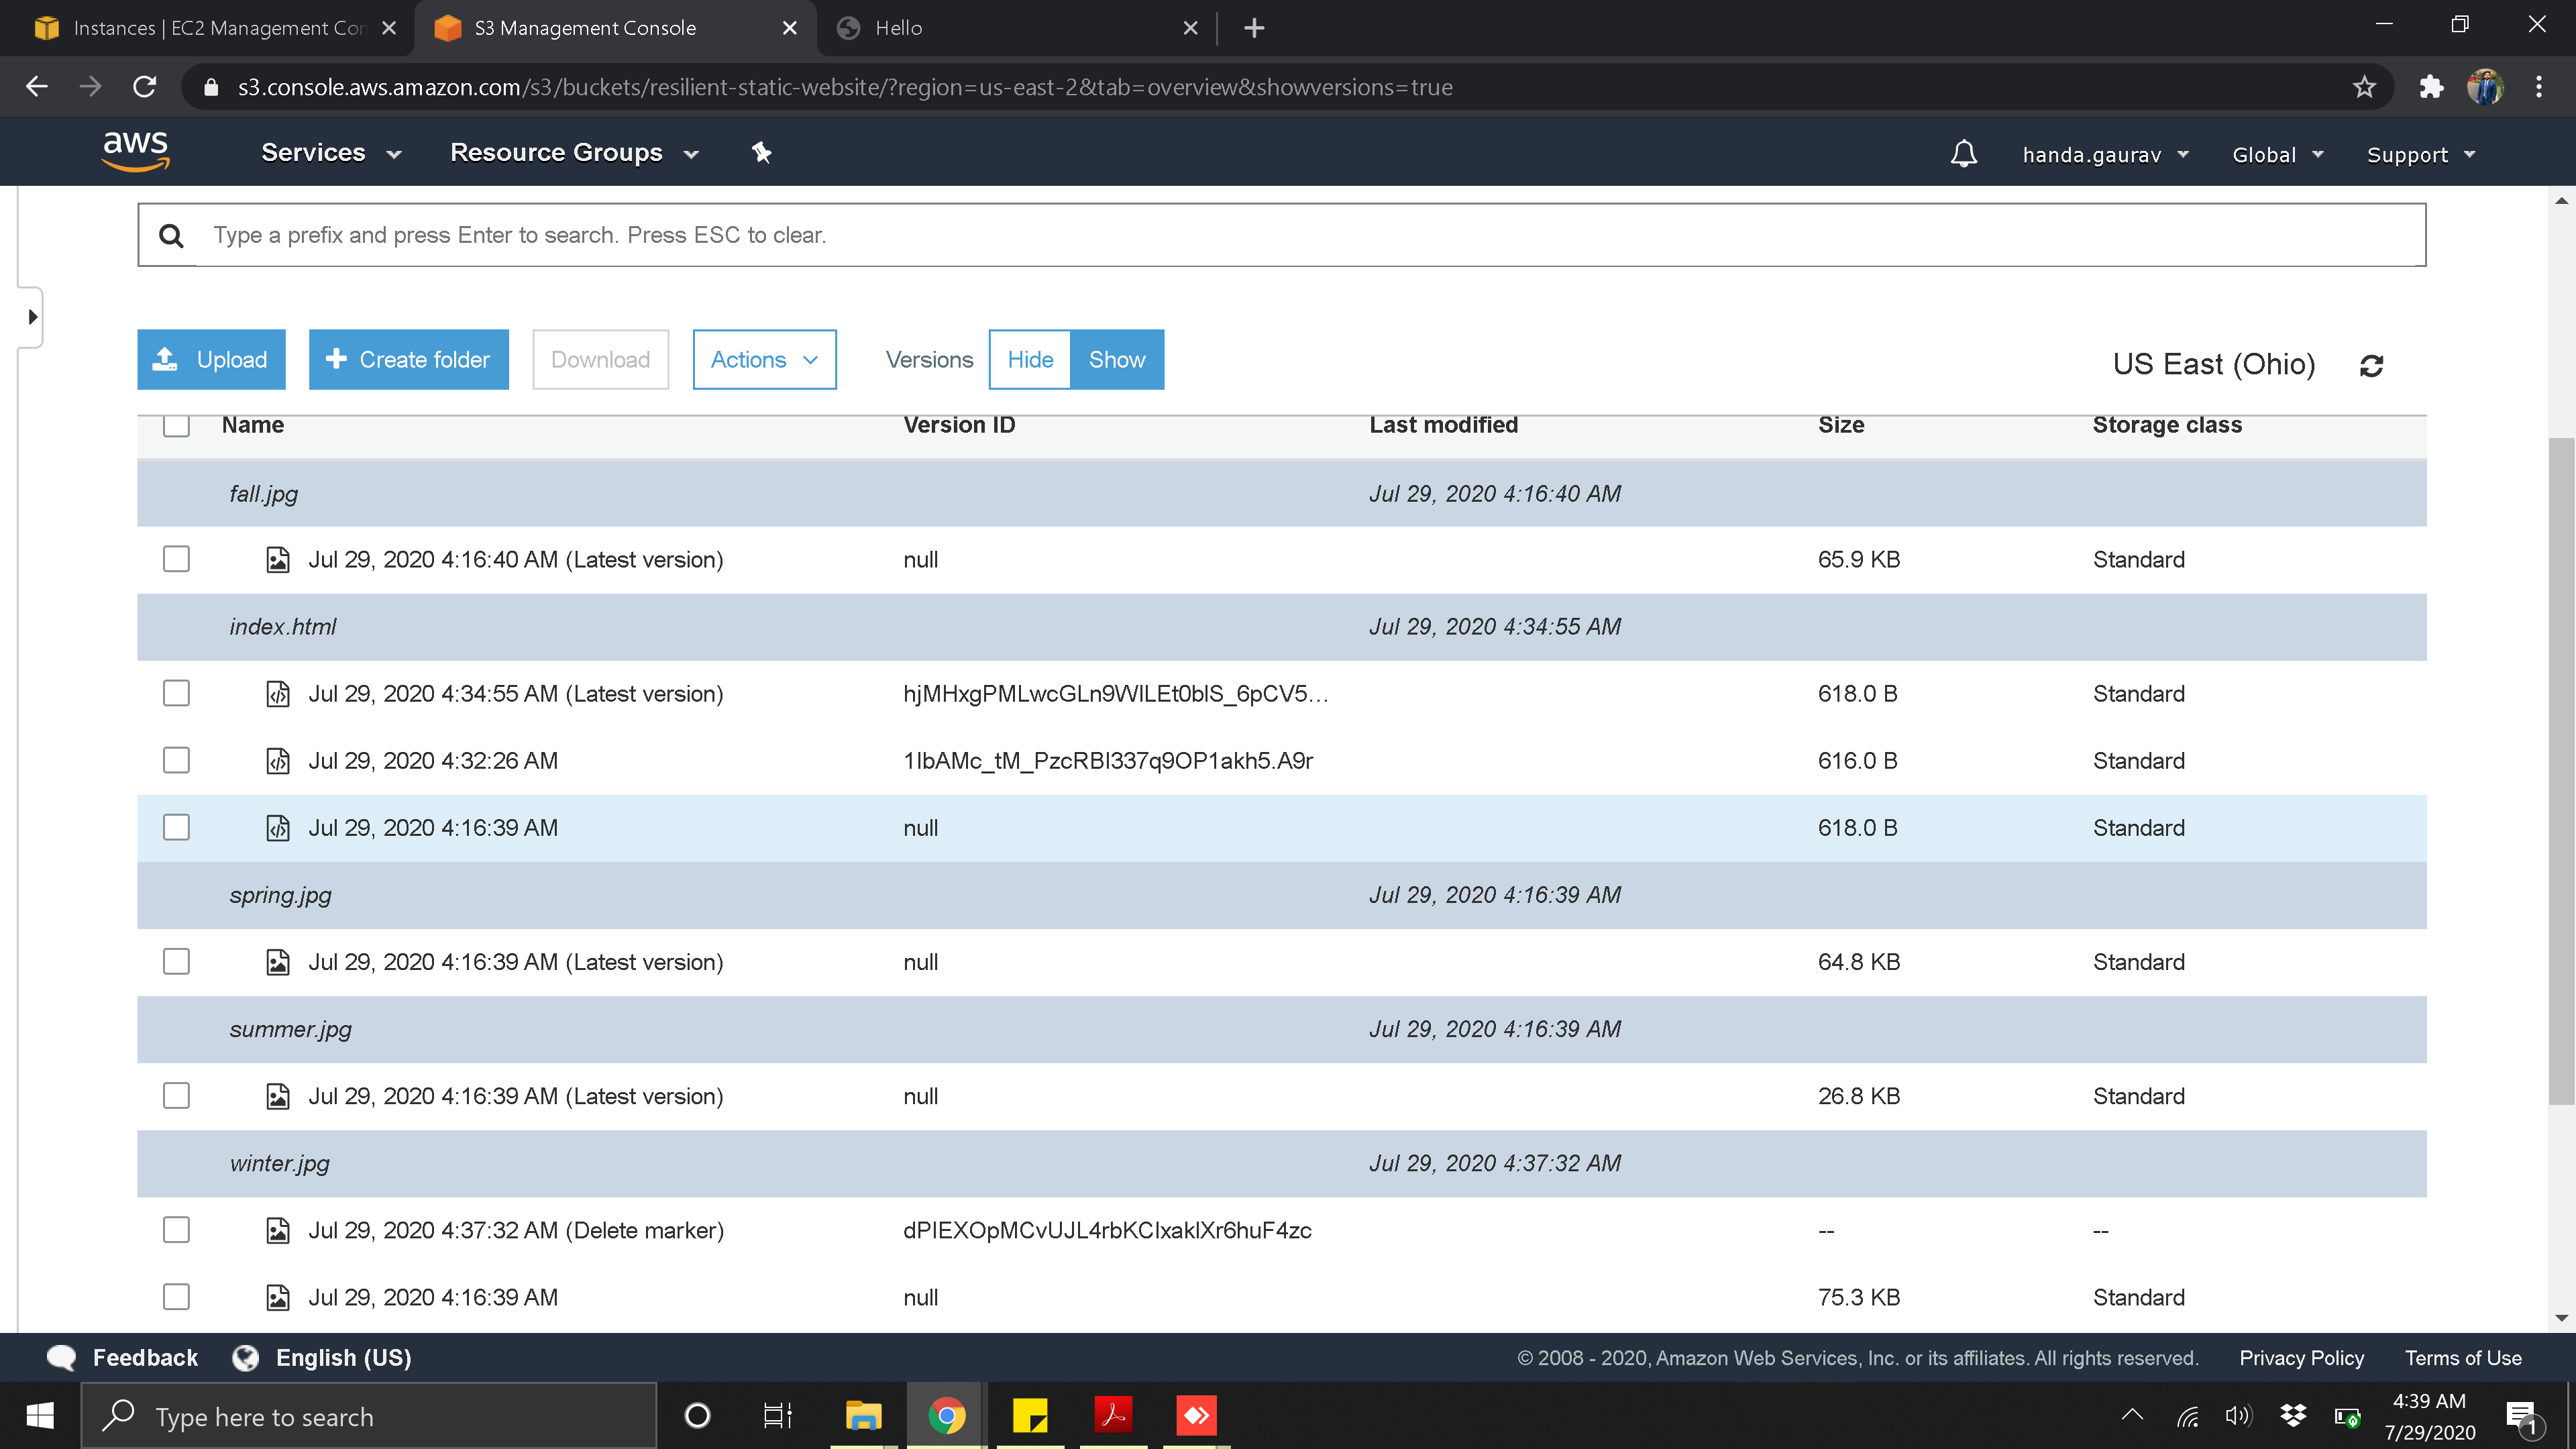 Instances | EC2 Management Con
S3 Management Console
Hello
s3.console.aws.amazon.com/s3/buckets/resilient-static-website/?region=us-east-2&tab=overview&showversions=true
aws
Services
Resource Groups
handa.gaurav
Global
Support
Type a prefix and press Enter to search. Press ESC to clear.
Upload
Create folder
Download
Actions
Versions
Hide
Show
US East (Ohio)
Name Version ID Last modified Size Storage class
fall.jpg Jul 29, 2020 4:16:40 AM
Jul 29, 2020 4:16:40 AM (Latest version) null 65.9 KB Standard
index.html Jul 29, 2020 4:34:55 AM
Jul 29, 2020 4:34:55 AM (Latest version) hjMHxgPMLwcGLn9WlLEt0blS_6pCV5... 618.0 B Standard
Jul 29, 2020 4:32:26 AM 1lbAMc_tM_PzcRBl337q9OP1akh5.A9r 616.0 B Standard
Jul 29, 2020 4:16:39 AM null 618.0 B Standard
spring.jpg Jul 29, 2020 4:16:39 AM
Jul 29, 2020 4:16:39 AM (Latest version) null 64.8 KB Standard
summer.jpg Jul 29, 2020 4:16:39 AM
Jul 29, 2020 4:16:39 AM (Latest version) null 26.8 KB Standard
winter.jpg Jul 29, 2020 4:37:32 AM
Jul 29, 2020 4:37:32 AM (Delete marker) dPIEXOpMCvUJL4rbKClxaklXr6huF4zc -- --
Jul 29, 2020 4:16:39 AM null 75.3 KB Standard
Feedback
English (US)
© 2008 - 2020, Amazon Web Services, Inc. or its affiliates. All rights reserved.
Privacy Policy
Terms of Use
Type here to search
4:39 AM
7/29/2020
1